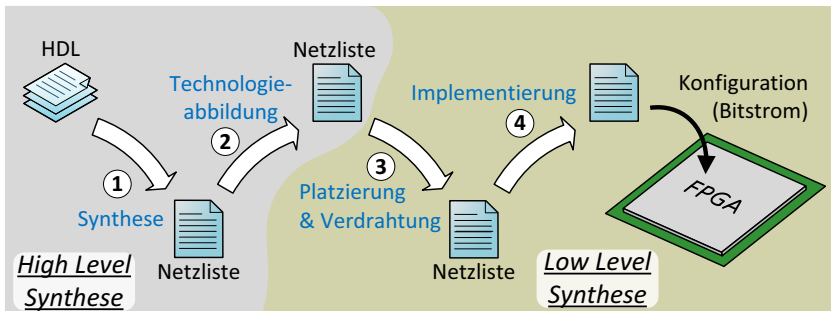 HDL
1
Synthese
Netzliste
Technologie-
abbildung
2
Netzliste
3
Platzierung
& Verdrahtung
Netzliste
Implementierung
4
Konfiguration
(Bitstrom)
FPGA
High Level
Synthese
Low Level
Synthese